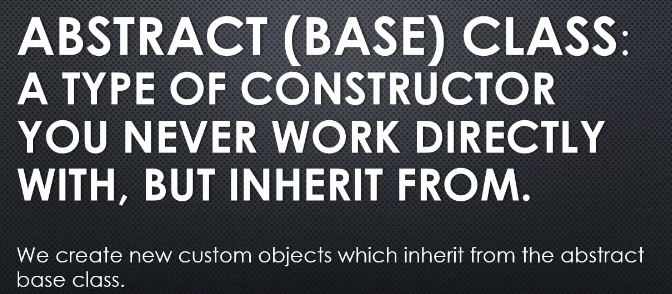 ABSTRACT (BASE) CLASS:
A TYPE OF CONSTRUCTOR
YOU NEVER WORK DIRECTLY
WITH, BUT INHERIT FROM.
We create new custom objects which inherit from the abstract
base class.